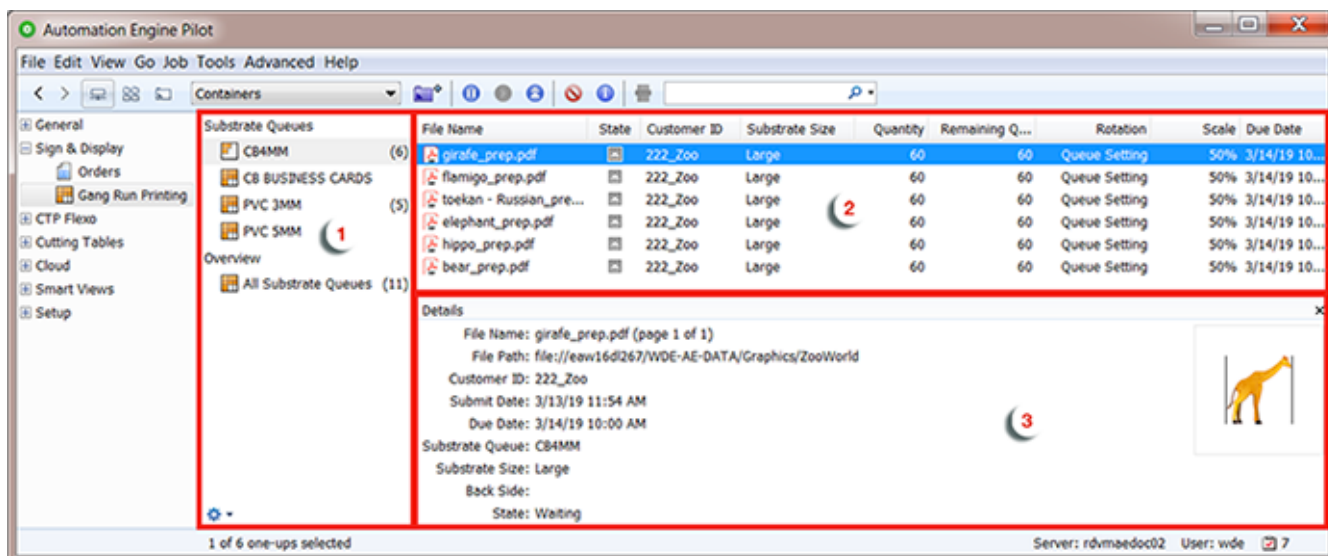 Automation Engine Pilot
File Edit View Go Job Tools Advanced Help
Containers
General
Sign & Display
Orders
Gang Run Printing
CTP Flexo
Cutting Tables
Cloud
Smart Views
Setup
Substrate Queues
CB4MM (6)
CB BUSINESS CARDS
PVC 3MM (5)
PVC 5MM
1
Overview
All Substrate Queues (11)
File Name State Customer ID Substrate Size Quantity Remaining Q... Rotation Scale Due Date
girafe_prep.pdf 222_Zoo Large 60 60 Queue Setting 50% 3/14/19 10...
flamigo_prep.pdf 222_Zoo Large 60 60 Queue Setting 50% 3/14/19 10...
toekan - Russian_pre... 222_Zoo Large 60 60 Queue Setting 50% 3/14/19 10...
elephant_prep.pdf 222_Zoo Large 60 60 Queue Setting 50% 3/14/19 10...
hippo_prep.pdf 222_Zoo Large 60 60 Queue Setting 50% 3/14/19 10...
bear_prep.pdf 222_Zoo Large 60 60 Queue Setting 50% 3/14/19 10...
2
Details
File Name: girafe_prep.pdf (page 1 of 1)
File Path: file://eaw16dl267/WDE-AE-DATA/Graphics/ZooWorld
Customer ID: 222_Zoo
Submit Date: 3/13/19 11:54 AM
Due Date: 3/14/19 10:00 AM
Substrate Queue: CB4MM
Substrate Size: Large
Back Side:
State: Waiting
3
1 of 6 one-ups selected
Server: rdvmaedoc02 User: wde 7